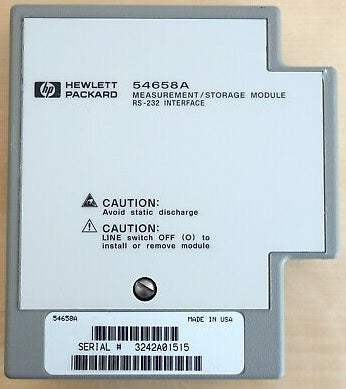 hp HEWLETT PACKARD
54658A
MEASUREMENT/STORAGE MODULE
RS-232 INTERFACE
CAUTION:
Avoid static discharge
CAUTION:
LINE switch OFF (O) to
install or remove module
54658A MADE IN USA
SERIAL # 3242A01515